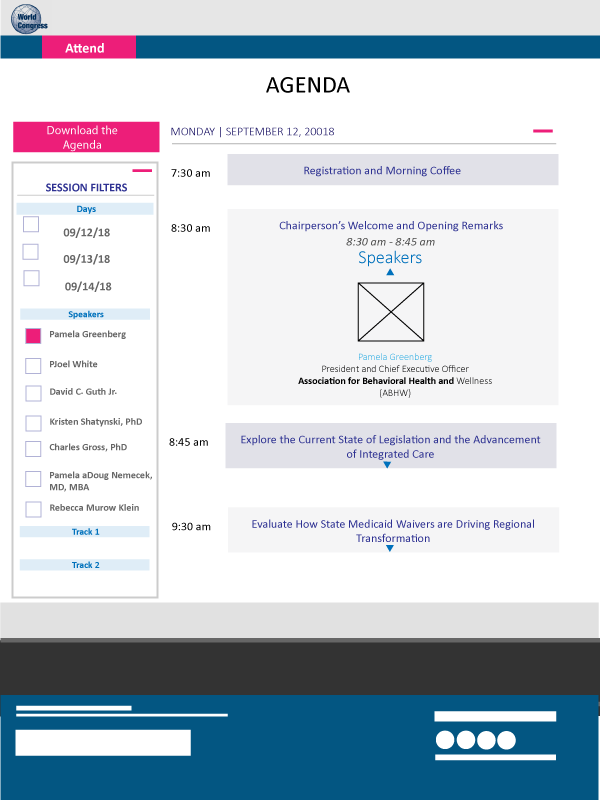 World
Congress
Attend
AGENDA
Download the
Agenda
MONDAY | SEPTEMBER 12, 20018
SESSION FILTERS
Days
09/12/18
09/13/18
09/14/18
Speakers
Pamela Greenberg
PJoel White
David C. Guth Jr.
Kristen Shatynski, PhD
Charles Gross, PhD
Pamela aDoug Nemecek,
MD, MBA
Rebecca Murow Klein
Track 1
Track 2
7:30 am
Registration and Morning Coffee
8:30 am
Chairperson's Welcome and Opening Remarks
8:30 am - 8:45 am
Speakers
Pamela Greenberg
President and Chief Executive Officer
Association for Behavioral Health and Wellness
(ABHW)
8:45 am
Explore the Current State of Legislation and the Advancement
of Integrated Care
9:30 am
Evaluate How State Medicaid Waivers are Driving Regional
Transformation